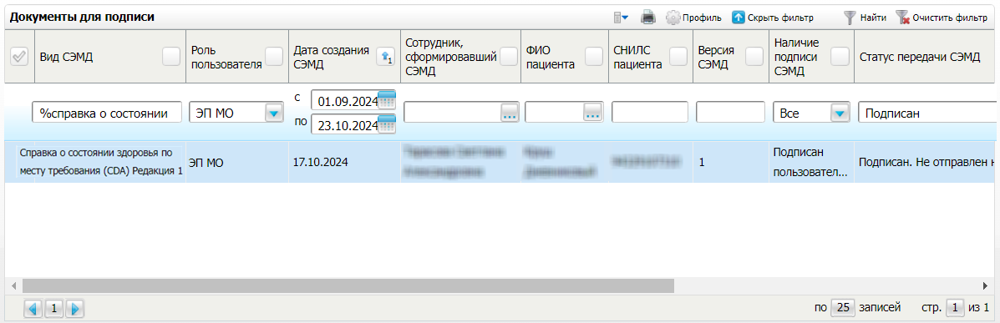 Документы для подписи
Профиль
Скрыть фильтр
Найти
Очистить фильтр
Вид СЭМД
Роль
пользователя
Дата создания
СЭМД
1
Сотрудник,
сформировавший
СЭМД
ФИО
пациента
СНИЛС
пациента
Версия
СЭМД
Наличие
подписи
СЭМД
Статус передачи СЭМД
%справка о состоянии
ЭП МО
с
01.09.2024
по
23.10.2024
...
...
Все
Подписан
Справка о состоянии здоровья по
месту требования (CDA) Редакция 1
ЭП МО
17.10.2024
1
Подписан
пользовател...
Подписан. Не отправлен н
1
по 25 записей
стр. 1 из 1